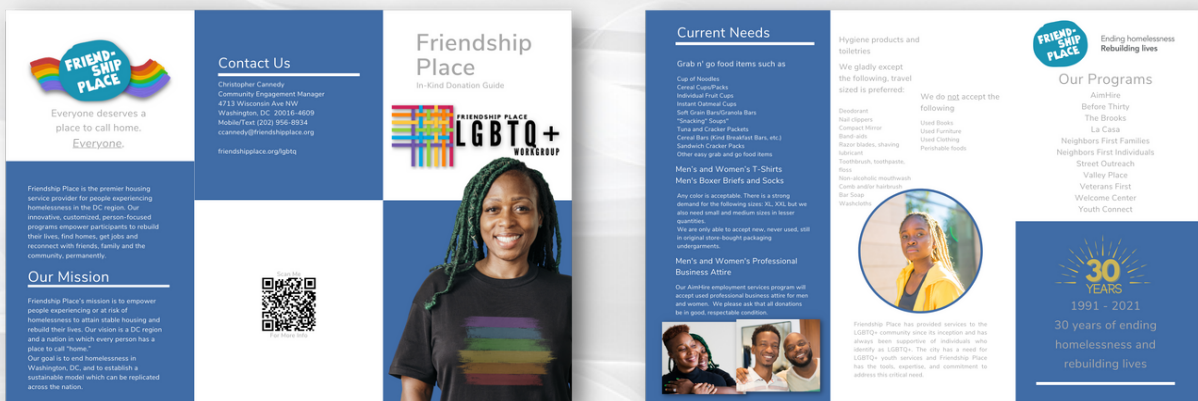 FRIEND-
SHIP
PLACE
Everyone deserves a
place to call home.
Everyone.
Friendship Place is the premier housing
service provider for people experiencing
homelessness in the DC region. Our
innovative, customized, person-focused
programs empower participants to rebuild
their lives, find homes, get jobs and
reconnect with friends, family and the
community, permanently.
Our Mission
Friendship Place's mission is to empower
people experiencing or at risk of
homelessness to attain stable housing and
rebuild their lives. Our vision is a DC region
and a nation in which every person has a
place to call "home."
Our goal is to end homelessness in
Washington, DC, and to establish a
sustainable model which can be replicated
across the nation.
Contact Us
Christopher Cannedy
Community Engagement Manager
4713 Wisconsin Ave NW
Washington, DC 20016-4609
Mobile/Text (202) 956-8934
ccannedy@friendshipplace.org
friendshipplace.org/lgbtq
Scan Me
For More Info
Friendship
Place
In-Kind Donation Guide
FRIENDSHIP PLACE
LGBTQ+
WORKGROUP
Current Needs
Grab n' go food items such as
Cup of Noodles
Cereal Cups/Packs
Individual Fruit Cups
Instant Oatmeal Cups
Soft Grain Bars/Granola Bars
"Snacking" Soups"
Tuna and Cracker Packets
Cereal Bars (Kind Breakfast Bars, etc.)
Sandwich Cracker Packs
Other easy grab and go food items
Men's and Women's T-Shirts
Men's Boxer Briefs and Socks
Any color is acceptable. There is a strong
demand for the following sizes: XL, XXL but we
also need small and medium sizes in lesser
quantities.
We are only able to accept new, never used, still
in original store-bought packaging
undergarments.
Men's and Women's Professional
Business Attire
Our AimHire employment services program will
accept used professional business attire for men
and women. We please ask that all donations
be in good, respectable condition.
Hygiene products and
toiletries
We gladly except
the following, travel
sized is preferred:
Deodorant
Nail clippers
Compact Mirror
Band-aids
Razor blades, shaving
lubricant
Toothbrush, toothpaste,
floss
Non-alcoholic mouthwash
Comb and/or hairbrush
Bar Soap
Washcloths
We do not accept the
following
Used Books
Used Furniture
Used Clothing
Perishable foods
Friendship Place has provided services to the
LGBTQ+ community since its inception and has
always been supportive of individuals who
identify as LGBTQ+. The city has a need for
LGBTQ+ youth services and Friendship Place
has the tools, expertise, and commitment to
address this critical need.
FRIEND-
SHIP
PLACE
Ending homelessness
Rebuilding lives
Our Programs
AimHire
Before Thirty
The Brooks
La Casa
Neighbors First Families
Neighbors First Individuals
Street Outreach
Valley Place
Veterans First
Welcome Center
Youth Connect
30
YEARS
1991 - 2021
30 years of ending
homelessness and
rebuilding lives